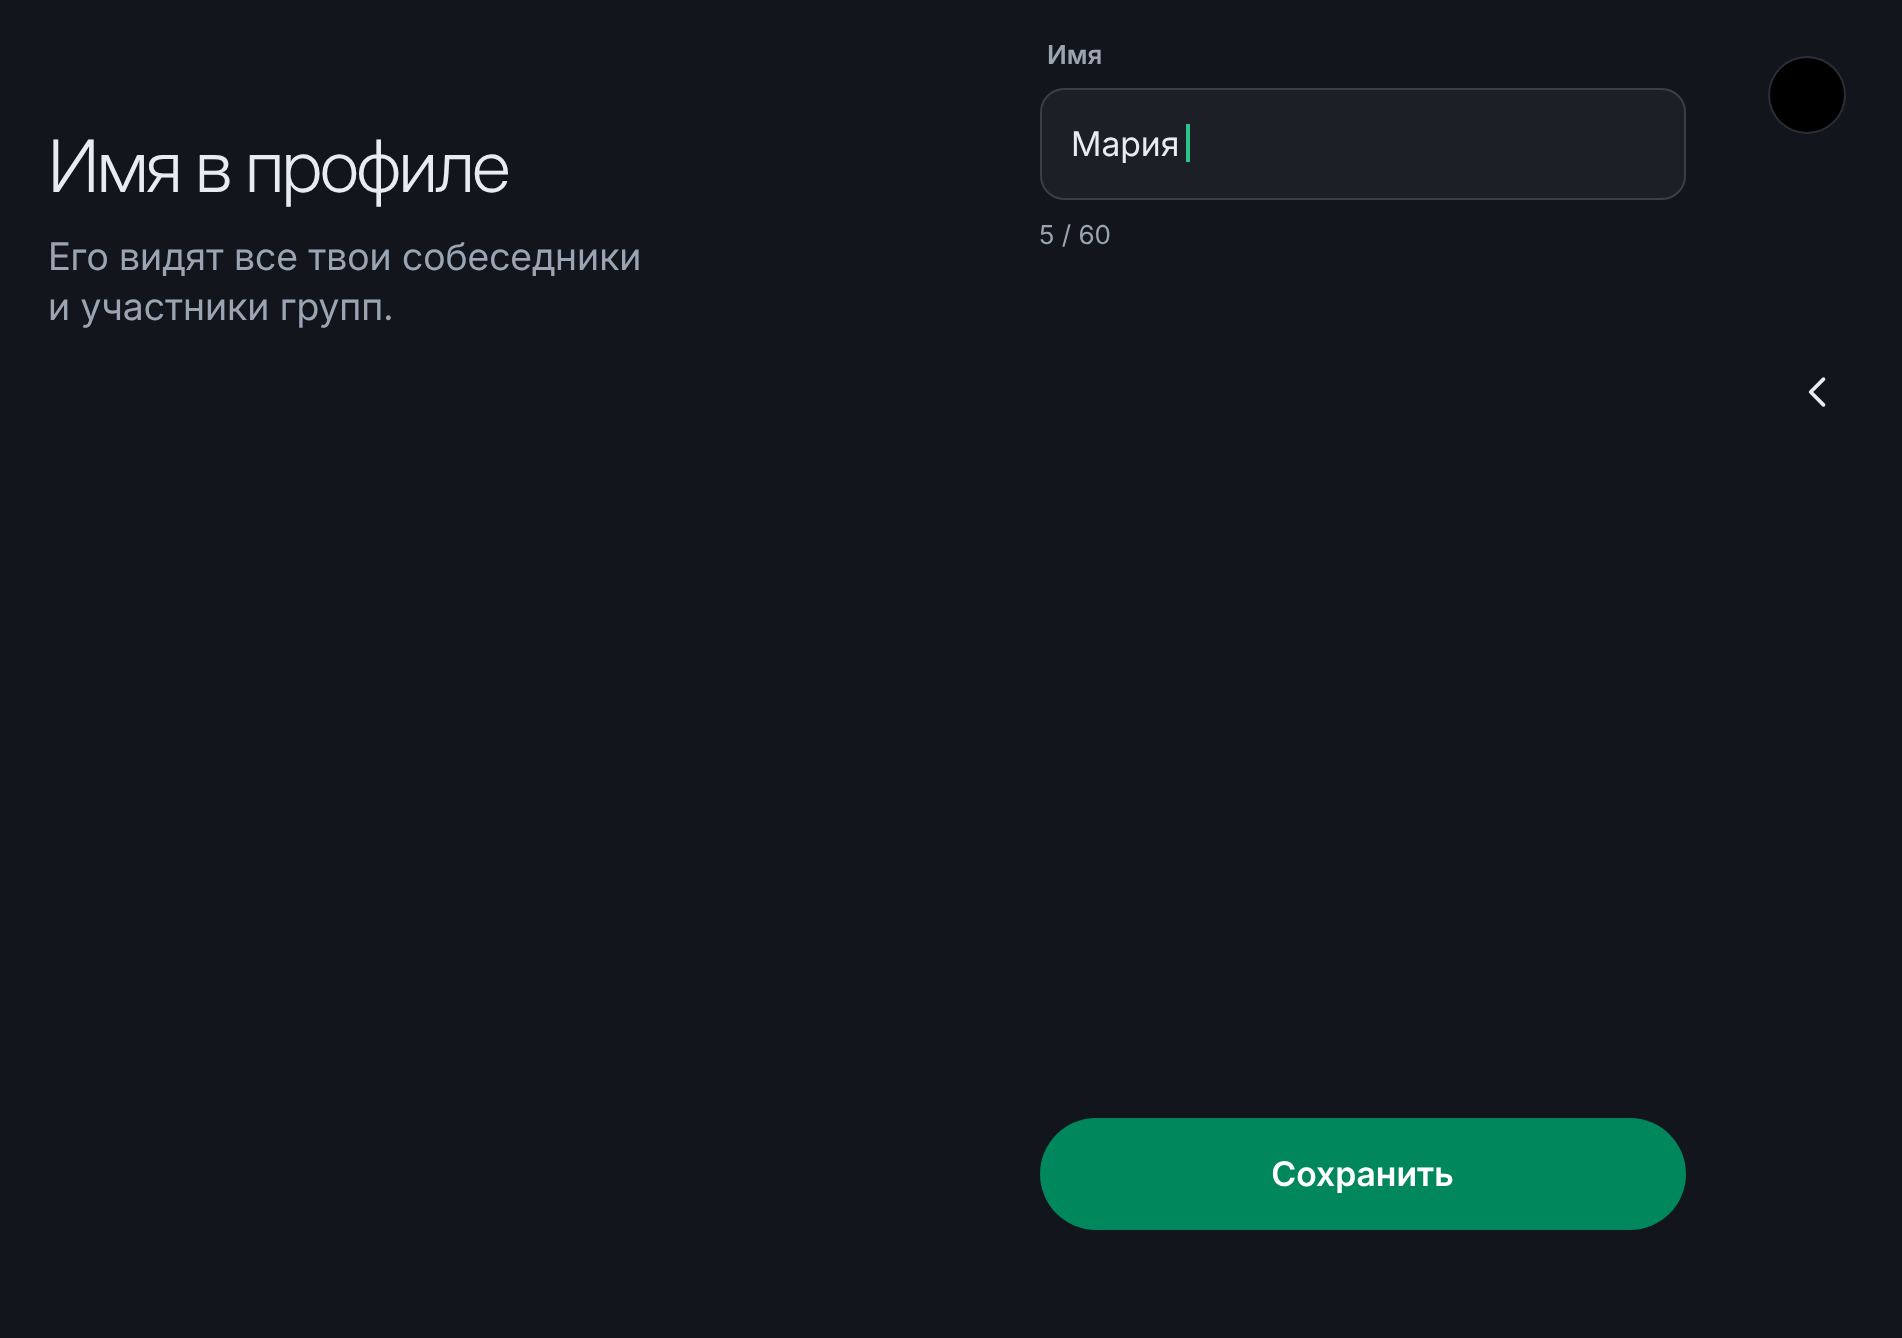 Имя в профиле
Его видят все твои собеседники
и участники групп.
Имя
Мария
5 / 60
Сохранить